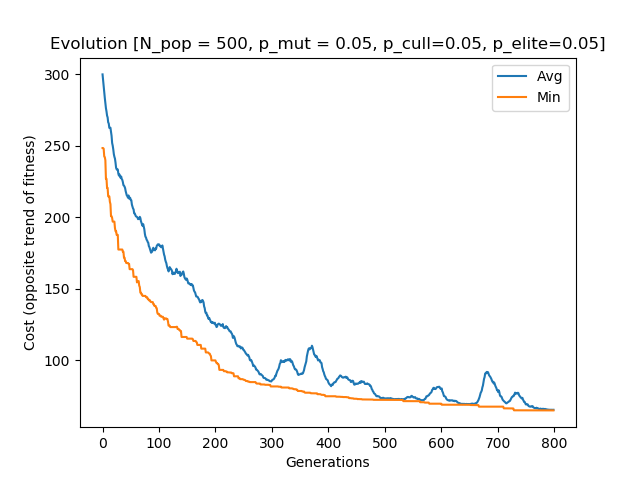 Evolution [N_pop = 500, p_mut = 0.05, p_cull=0.05, p_elite=0.05]
Avg
Min
Cost (opposite trend of fitness)
300
250
200
150
100
0 100 200 300 400 500 600 700 800
Generations